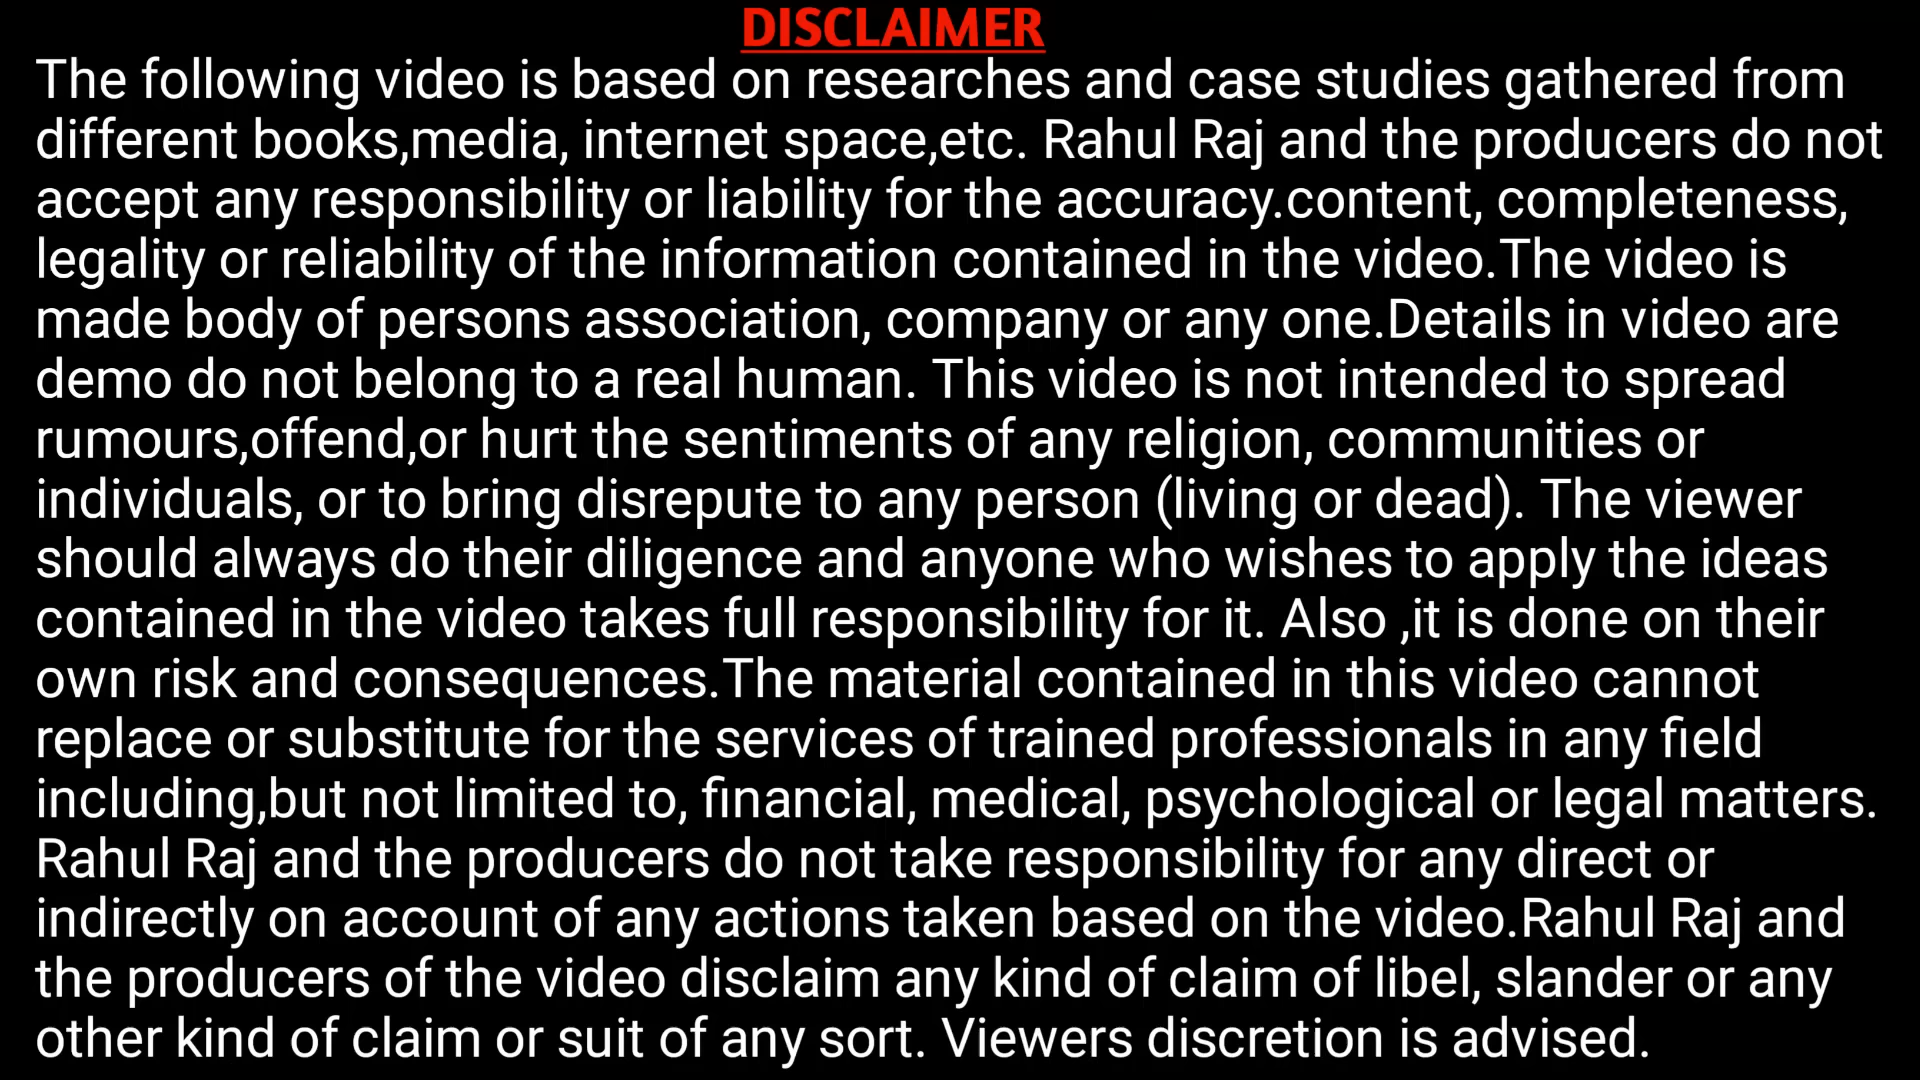 DISCLAIMER
The following video is based on researches and case studies gathered from
different books,media, internet space,etc. Rahul Raj and the producers do not
accept any responsibility or liability for the accuracy.content, completeness,
legality or reliability of the information contained in the video.The video is
made body of persons association, company or any one.Details in video are
demo do not belong to a real human. This video is not intended to spread
rumours,offend,or hurt the sentiments of any religion, communities or
individuals, or to bring disrepute to any person (living or dead). The viewer
should always do their diligence and anyone who wishes to apply the ideas
contained in the video takes full responsibility for it. Also ,it is done on their
own risk and consequences.The material contained in this video cannot
replace or substitute for the services of trained professionals in any field
including,but not limited to, financial, medical, psychological or legal matters.
Rahul Raj and the producers do not take responsibility for any direct or
indirectly on account of any actions taken based on the video.Rahul Raj and
the producers of the video disclaim any kind of claim of libel, slander or any
other kind of claim or suit of any sort. Viewers discretion is advised.